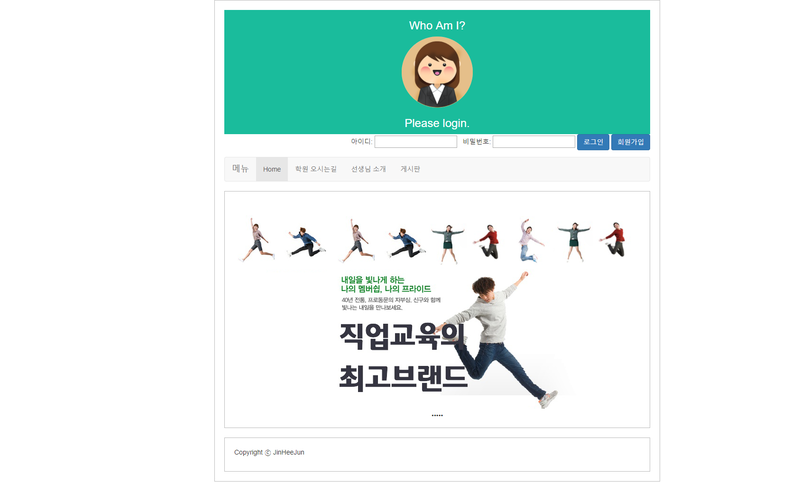 Who Am I?
Please login.
아이디: 비밀번호: 로그인 회원가입
메뉴 Home 학원 오시는길 선생님 소개 게시판
내일을 빛나게 하는
나의 멤버쉽, 나의 프라이드
40년 전통, 프로동문의 자부심, 신구와 함께
빛나는 내일을 만나보세요.
직업교육의
최고브랜드
•••••
Copyright ⓒ JinHeeJun